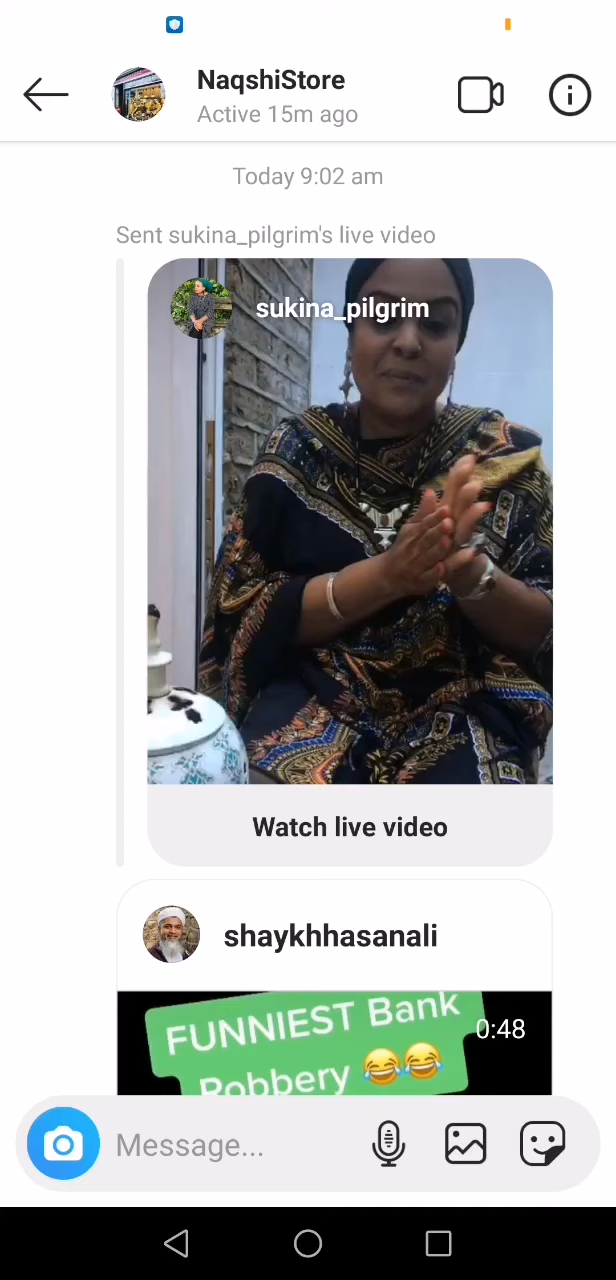 NaqshiStore
Active 15m ago
Today 9:02 am
Sent sukina_pilgrim's live video
sukina_pilgrim
Watch live video
shaykhhasanali
FUNNIEST Bank
0:48
Robbery 😂😂
Message...